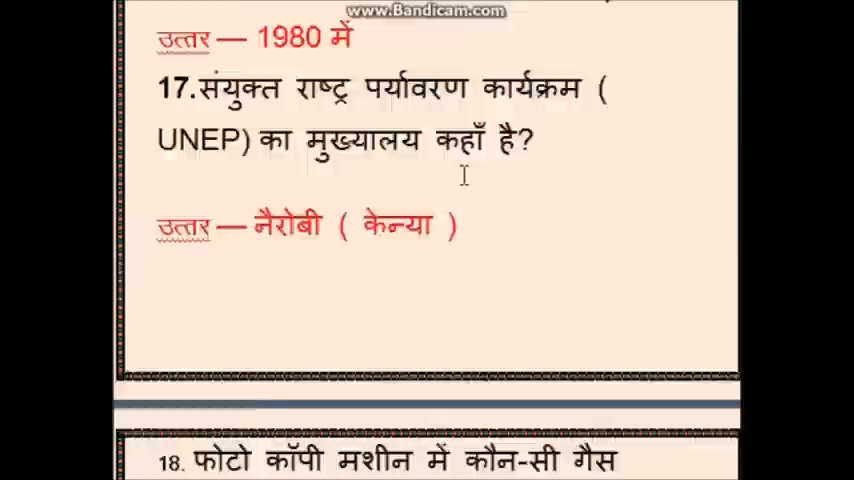 www.Bandicam.com
उत्तर — 1980 में
17.संयुक्त राष्ट्र पर्यावरण कार्यक्रम (
UNEP) का मुख्यालय कहाँ है?
उत्तर — नैरोबी ( केन्या )
18. फोटो कॉपी मशीन में कौन-सी गैस